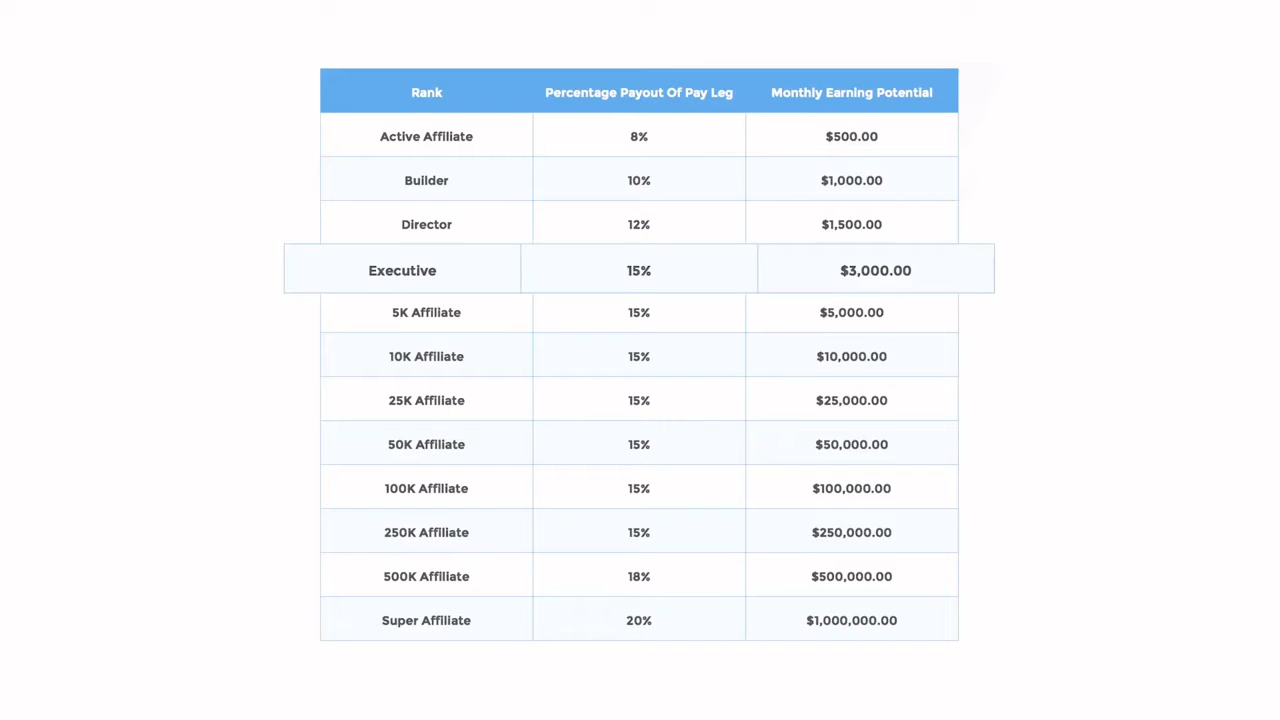 Rank Percentage Payout Of Pay Leg Monthly Earning Potential
Active Affiliate 8% $500.00
Builder 10% $1,000.00
Director 12% $1,500.00
Executive 15% $3,000.00
5K Affiliate 15% $5,000.00
10K Affiliate 15% $10,000.00
25K Affiliate 15% $25,000.00
50K Affiliate 15% $50,000.00
100K Affiliate 15% $100,000.00
250K Affiliate 15% $250,000.00
500K Affiliate 18% $500,000.00
Super Affiliate 20% $1,000,000.00